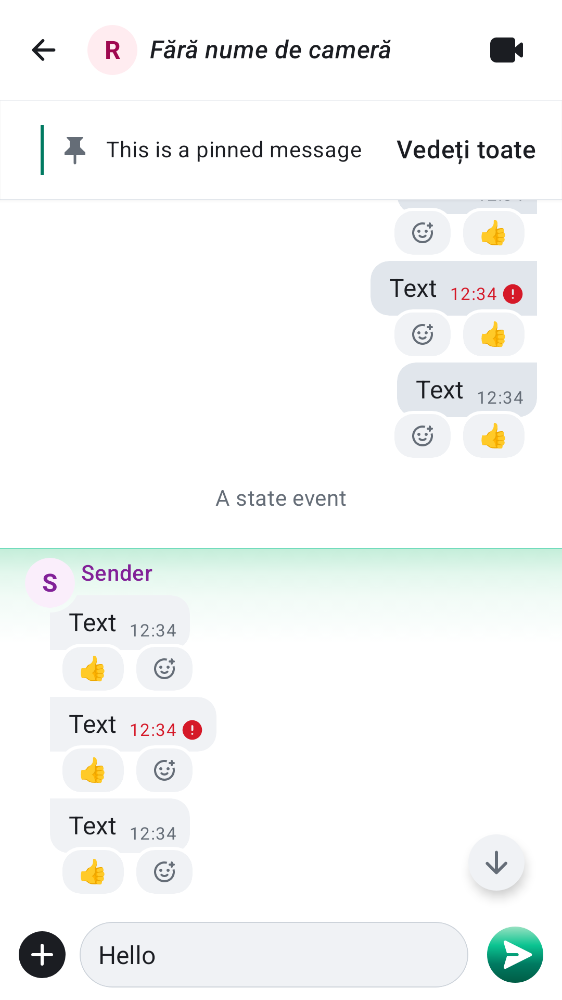 R
Fără nume de cameră
This is a pinned message
Vedeți toate
Text 12:34
Text 12:34
A state event
S
Sender
Text 12:34
Text 12:34
Text 12:34
Hello